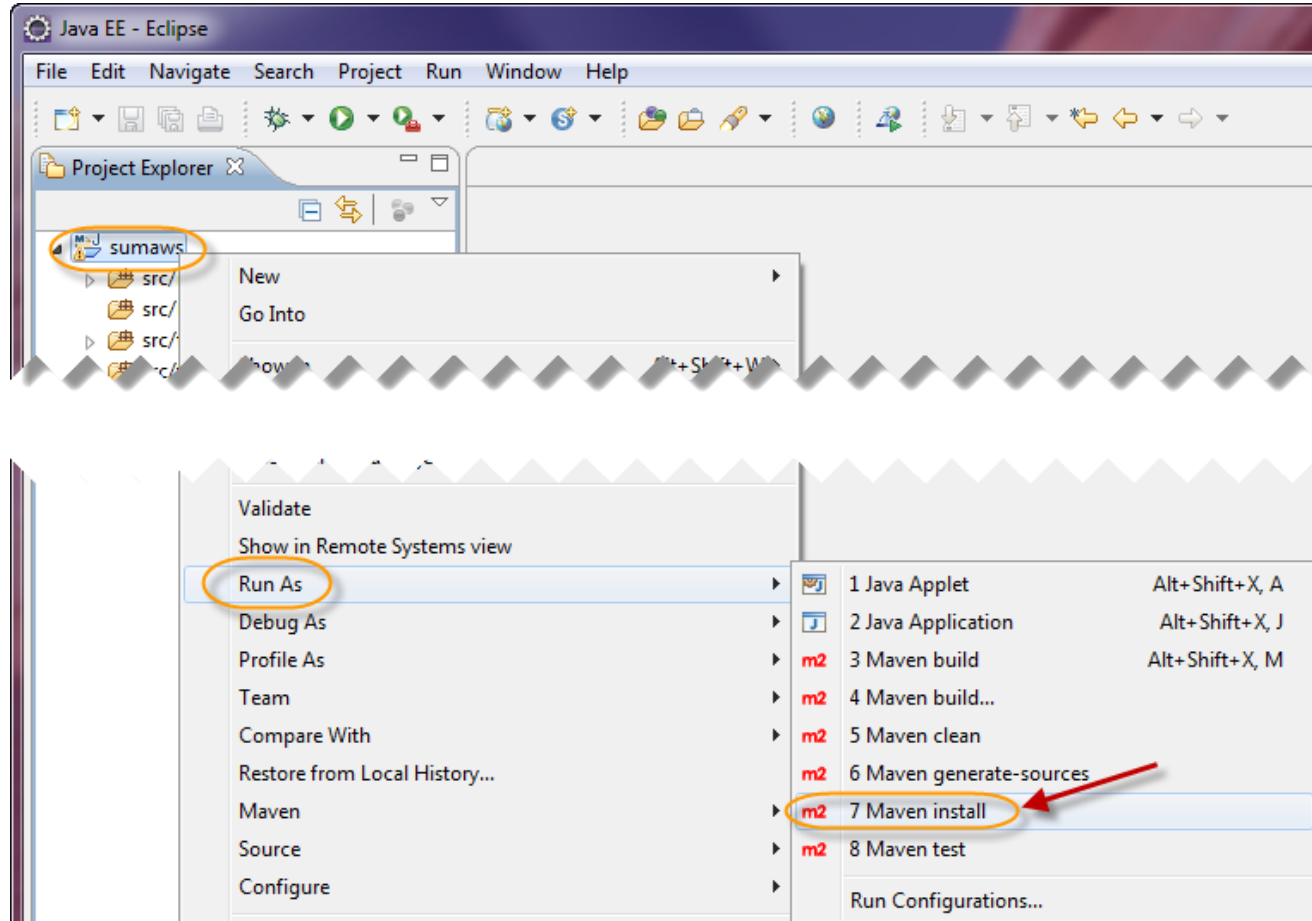 Java EE - Eclipse
File Edit Navigate Search Project Run Window Help
Project Explorer
sumaws
src/
src/
src/
New
Go Into
Validate
Show in Remote Systems view
Run As
Debug As
Profile As
Team
Compare With
Restore from Local History...
Maven
Source
Configure
1 Java Applet Alt+Shift+X, A
2 Java Application Alt+Shift+X, J
m2 3 Maven build Alt+Shift+X, M
m2 4 Maven build...
m2 5 Maven clean
m2 6 Maven generate-sources
m2 7 Maven install
m2 8 Maven test
Run Configurations...